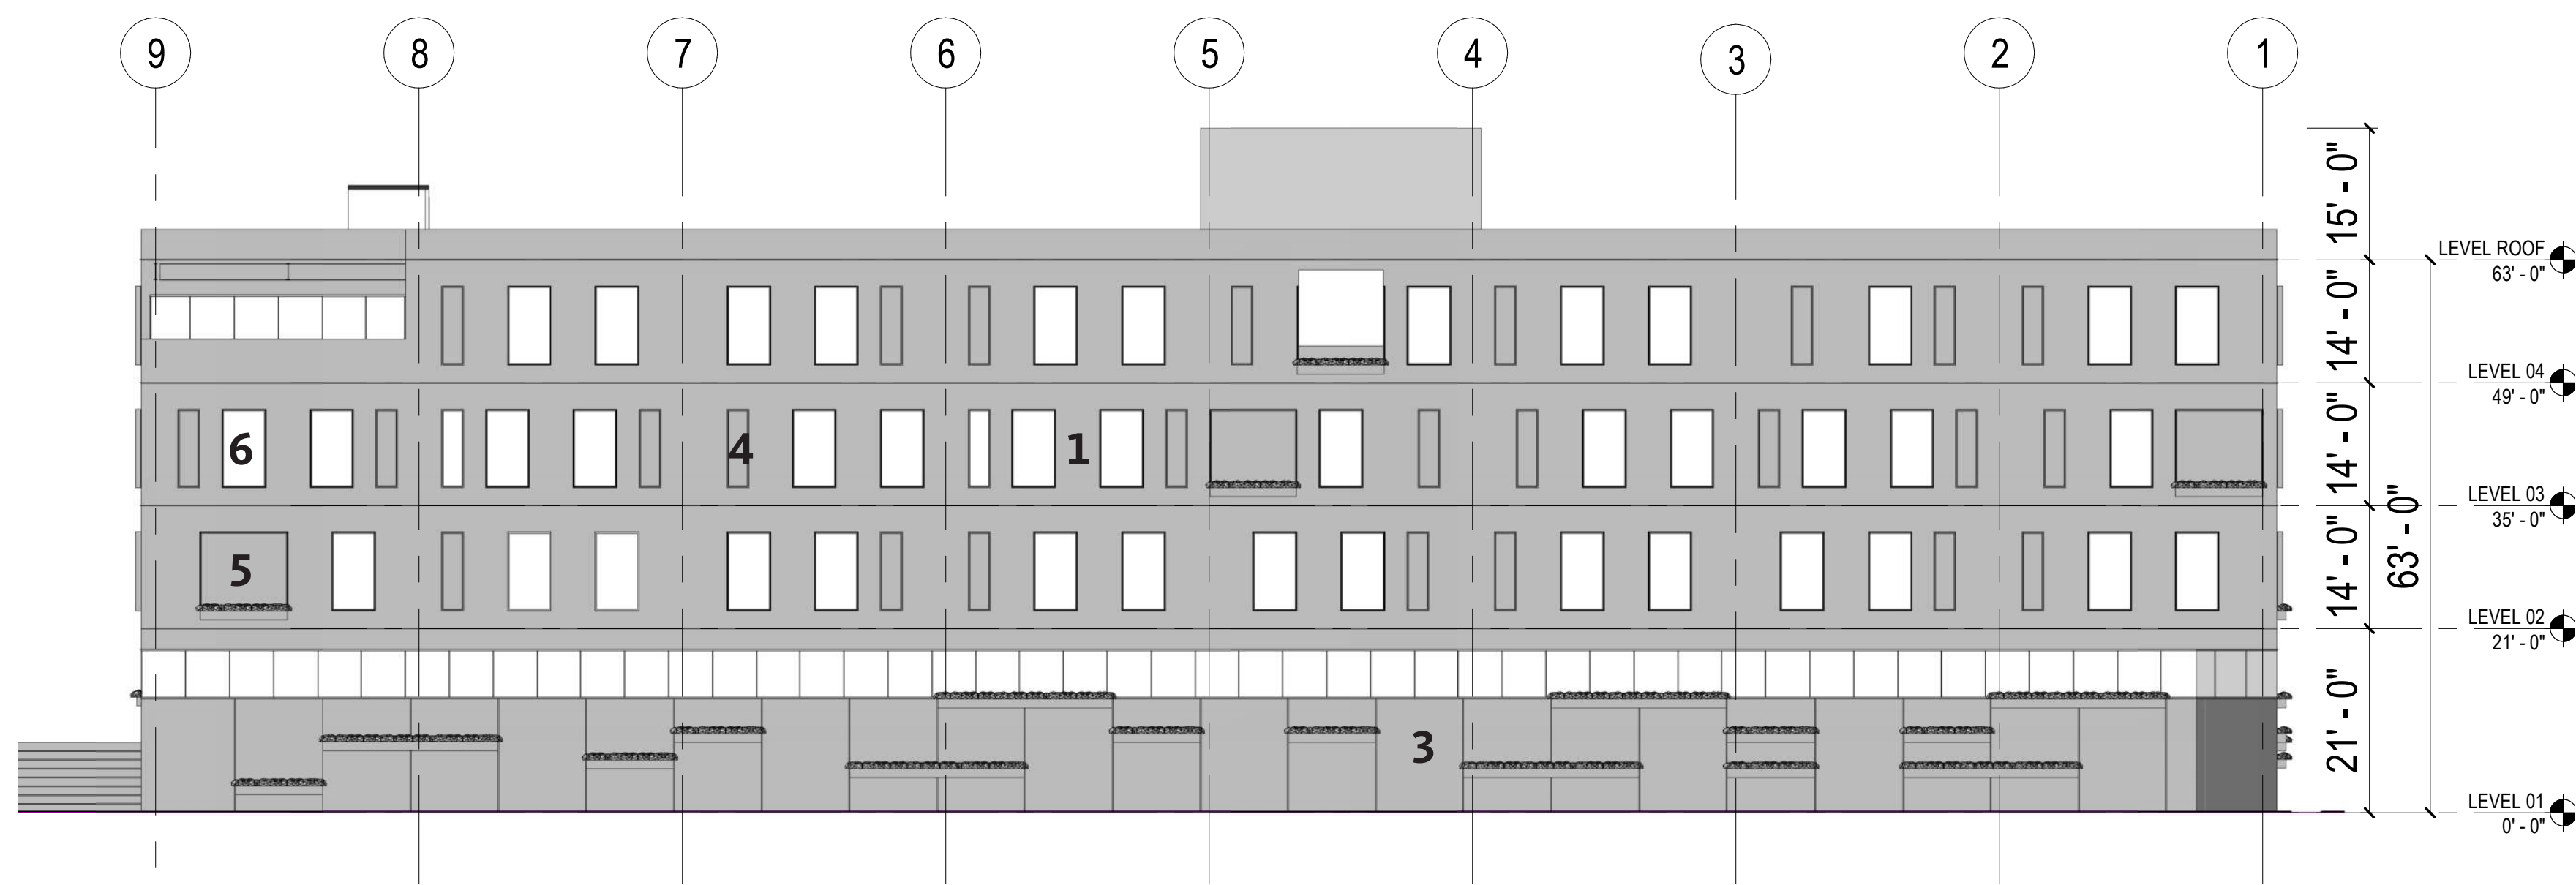 9
8
7
6
5
4
3
2
1
15' - 0"
LEVEL ROOF
63' - 0"
14' - 0"
LEVEL 04
49' - 0"
14' - 0"
6
4
1
LEVEL 03
35' - 0"
63' - 0"
14' - 0"
5
LEVEL 02
21' - 0"
21' - 0"
3
LEVEL 01
0' - 0"